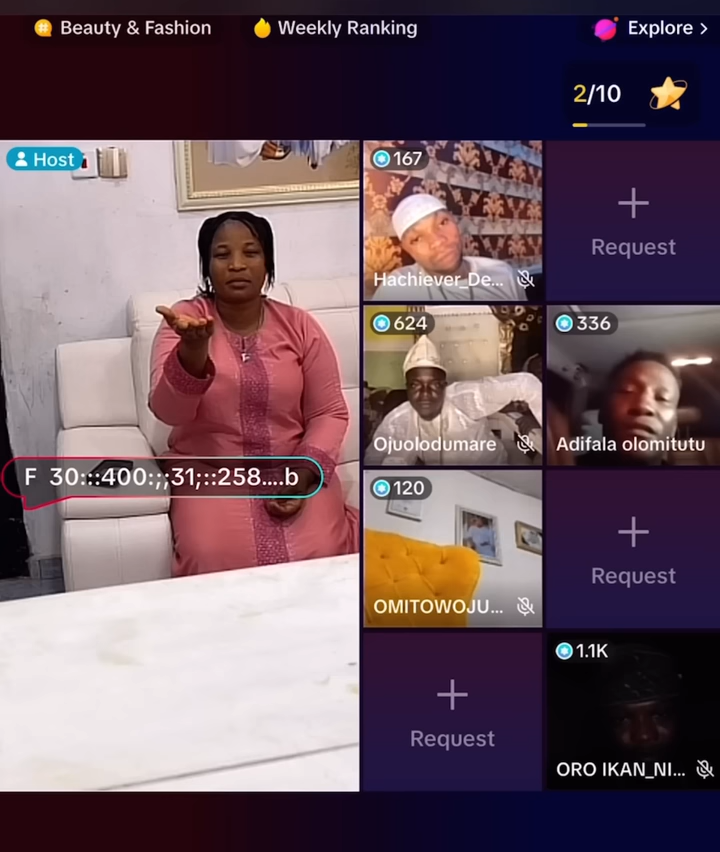 Beauty & Fashion
Weekly Ranking
Explore >
2/10
Host
167
Hachiever_De...
Request
624
Ojuolodumare
336
Adifala olomitutu
F 30:::400:;;31;::258....b
120
OMITOWOJU...
Request
Request
1.1K
ORO IKAN_NI...